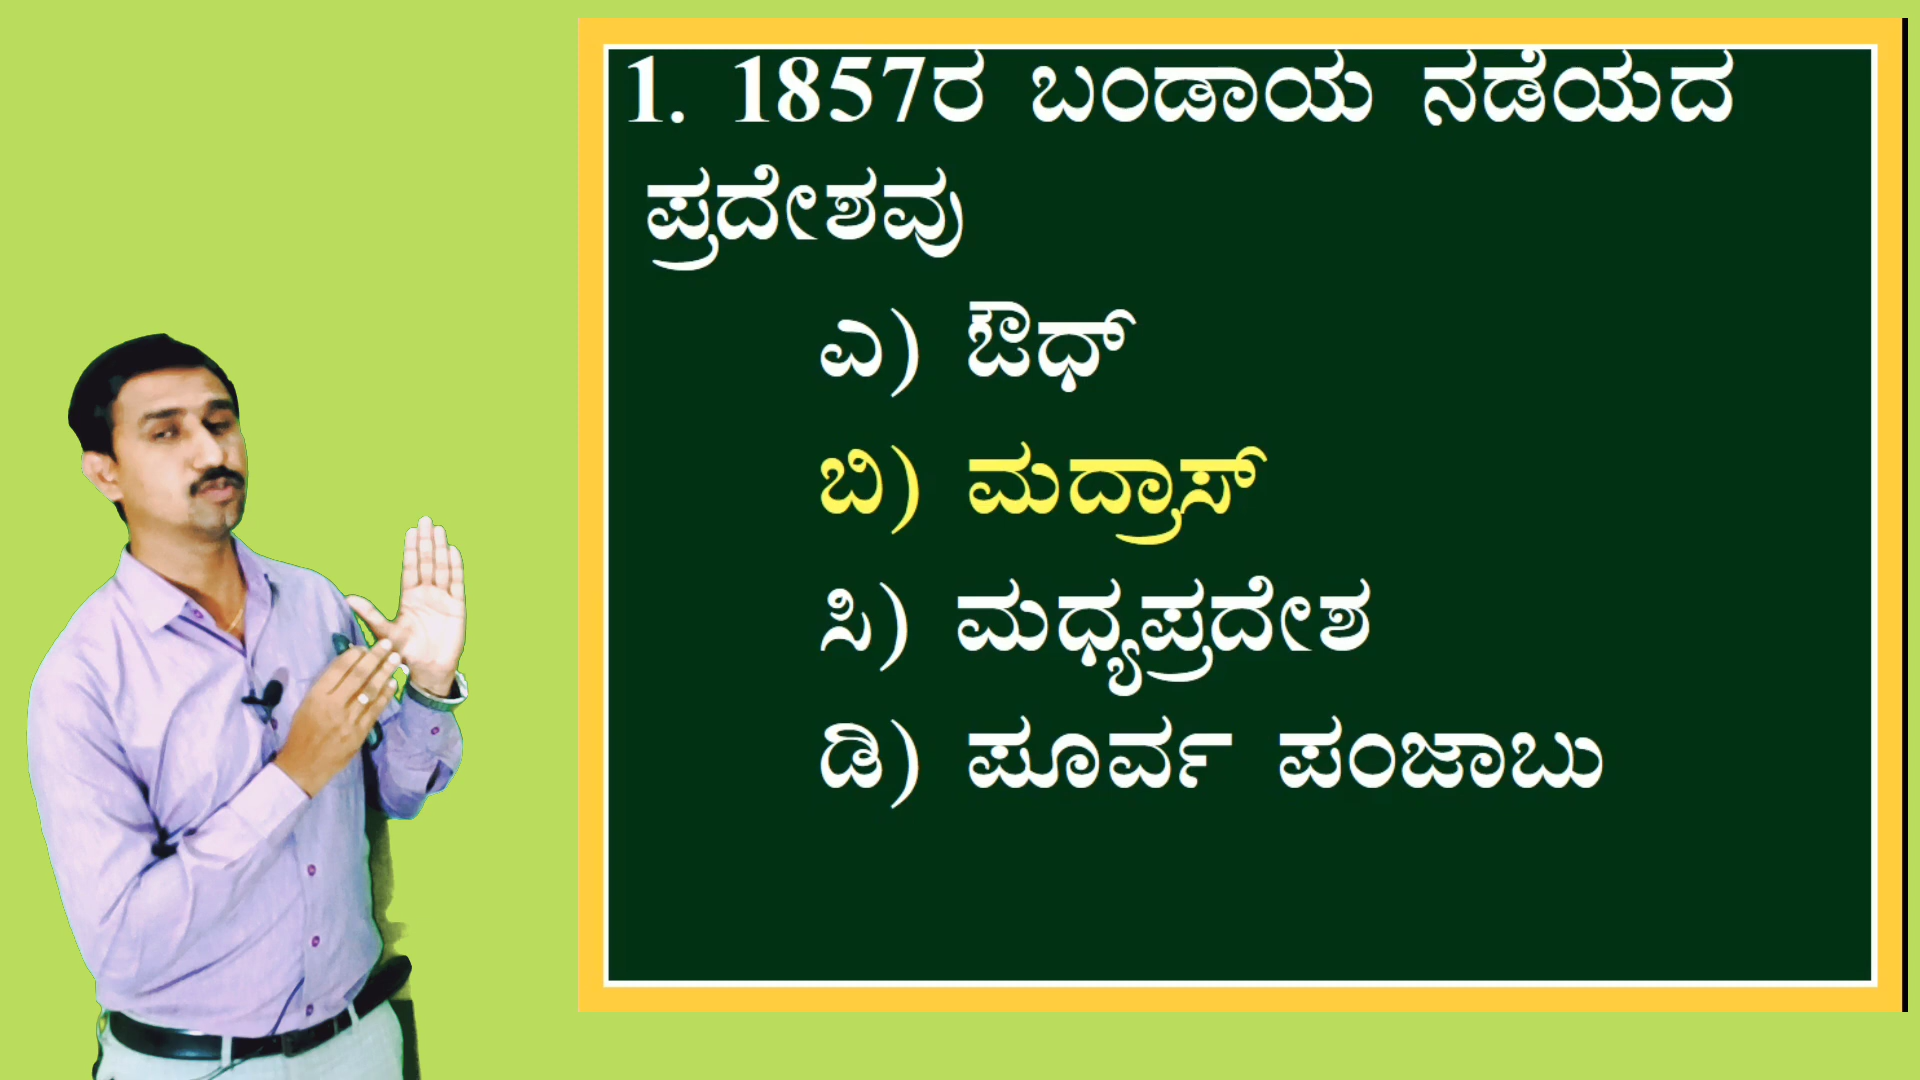 1. 1857ರ ಬಂಡಾಯ ನಡೆಯದ
ಪ್ರದೇಶವು
ಎ) ಔಧ್
ಬಿ) ಮದ್ರಾಸ್
ಸಿ) ಮಧ್ಯಪ್ರದೇಶ
ಡಿ) ಪೂರ್ವ ಪಂಜಾಬು